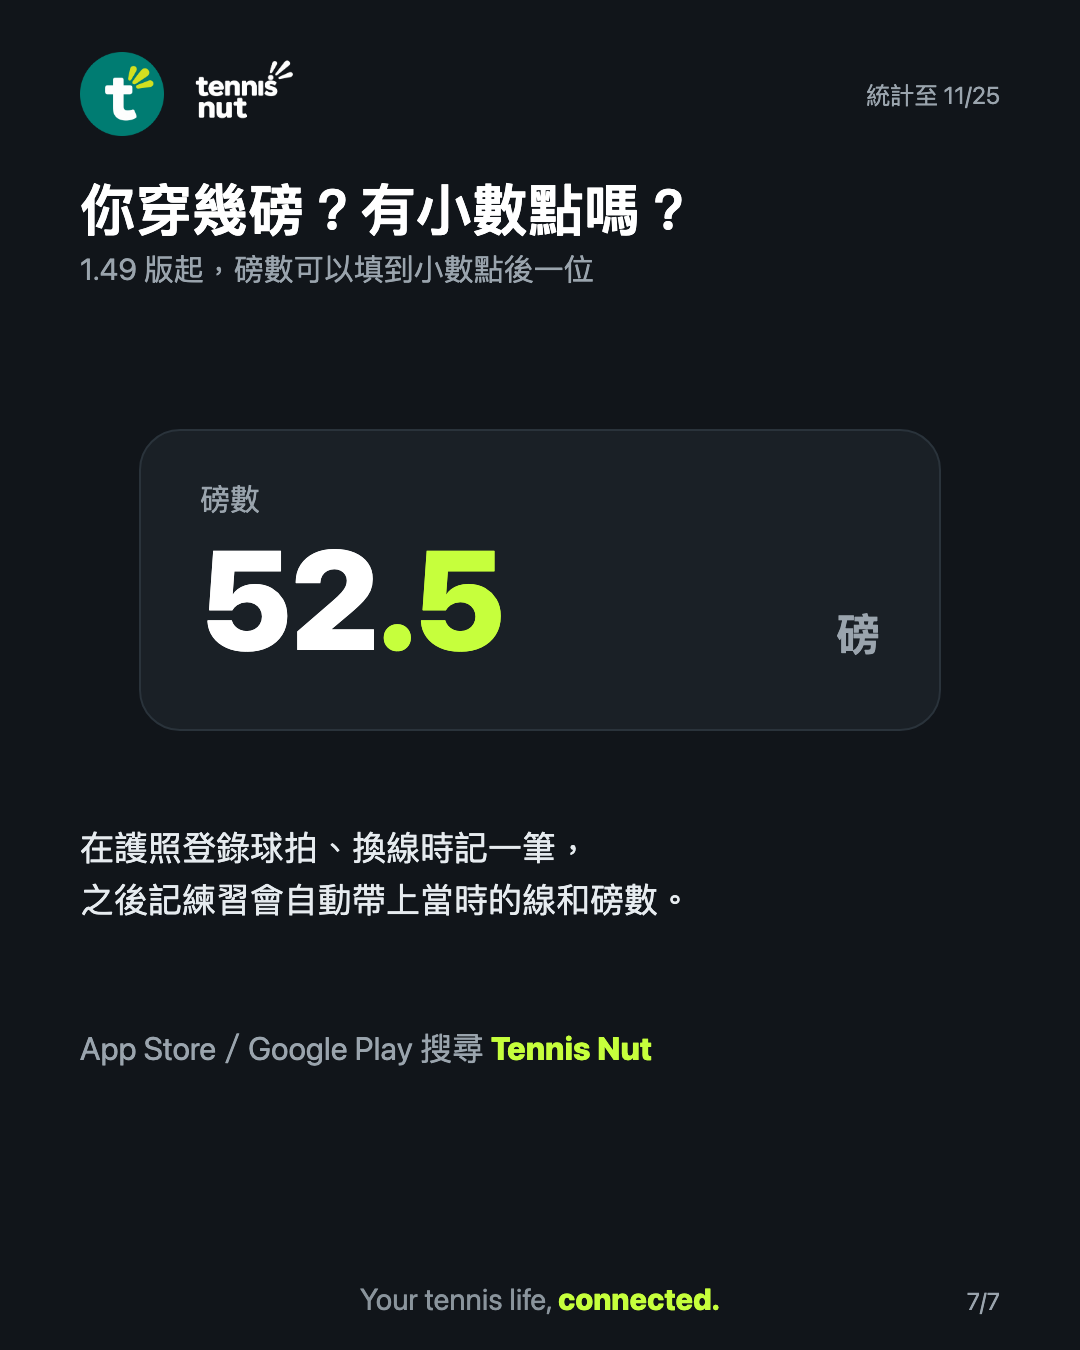 t
tennis
nut
統計至 11/25
你穿幾磅？有小數點嗎？
1.49 版起，磅數可以填到小數點後一位
磅數
52.5
磅
在護照登錄球拍、換線時記一筆，
之後記練習會自動帶上當時的線和磅數。
App Store / Google Play 搜尋 Tennis Nut
Your tennis life, connected.
7/7